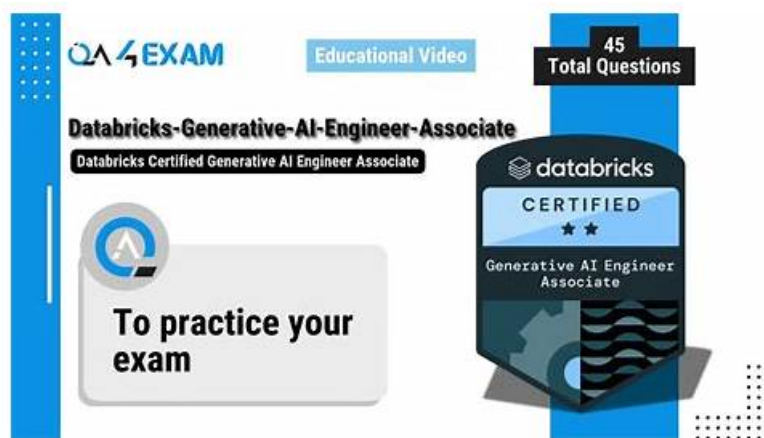 QA4EXAM
Educational Video
45
Total Questions
Databricks-Generative-AI-Engineer-Associate
Databricks Certified Generative AI Engineer Associate
databricks
CERTIFIED
Generative AI Engineer
Associate
To practice your
exam